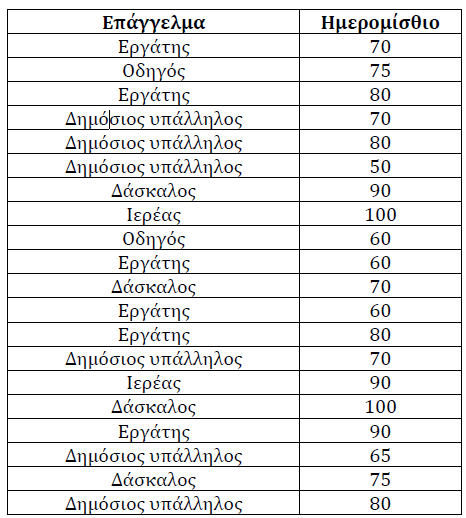 Επάγγελμα Ημερομίσθιο
Εργάτης 70
Οδηγός 75
Εργάτης 80
Δημόσιος υπάλληλος 70
Δημόσιος υπάλληλος 80
Δημόσιος υπάλληλος 50
Δάσκαλος 90
Ιερέας 100
Οδηγός 60
Εργάτης 60
Δάσκαλος 70
Εργάτης 60
Εργάτης 80
Δημόσιος υπάλληλος 70
Ιερέας 90
Δάσκαλος 100
Εργάτης 90
Δημόσιος υπάλληλος 65
Δάσκαλος 75
Δημόσιος υπάλληλος 80